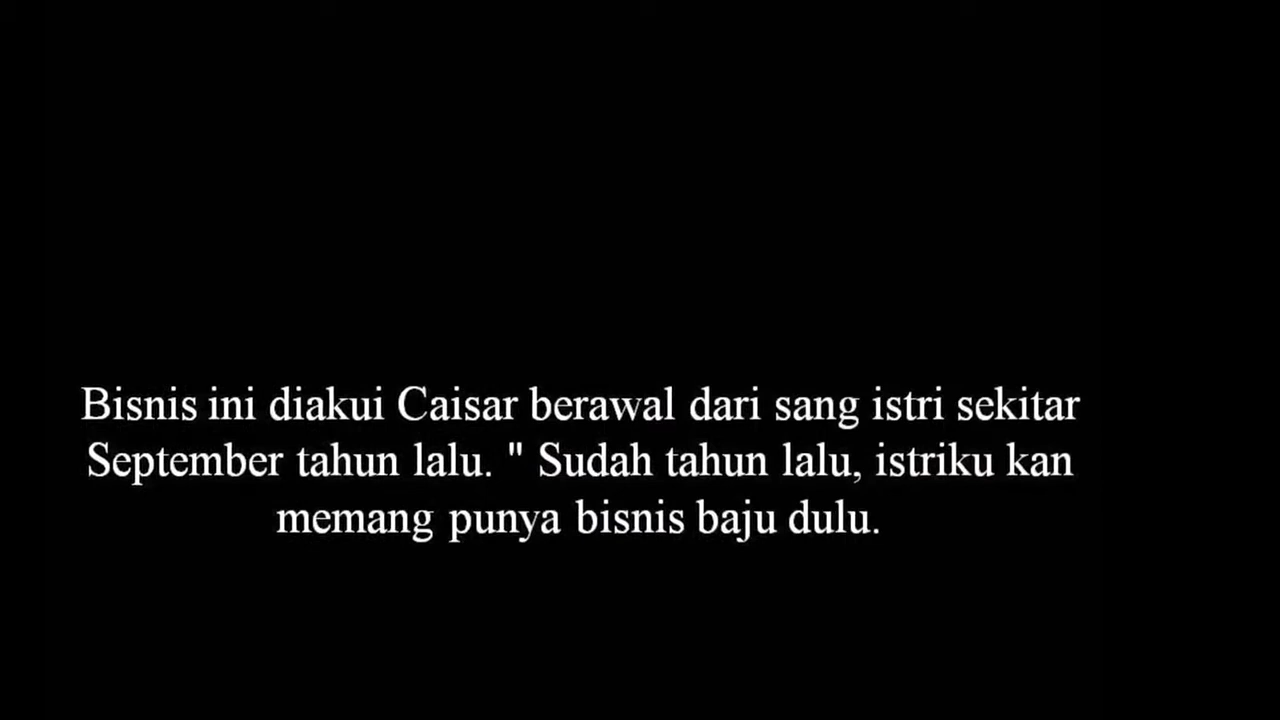 Bisnis ini diakui Caisar berawal dari sang istri sekitar
September tahun lalu. " Sudah tahun lalu, istriku kan
memang punya bisnis baju dulu.